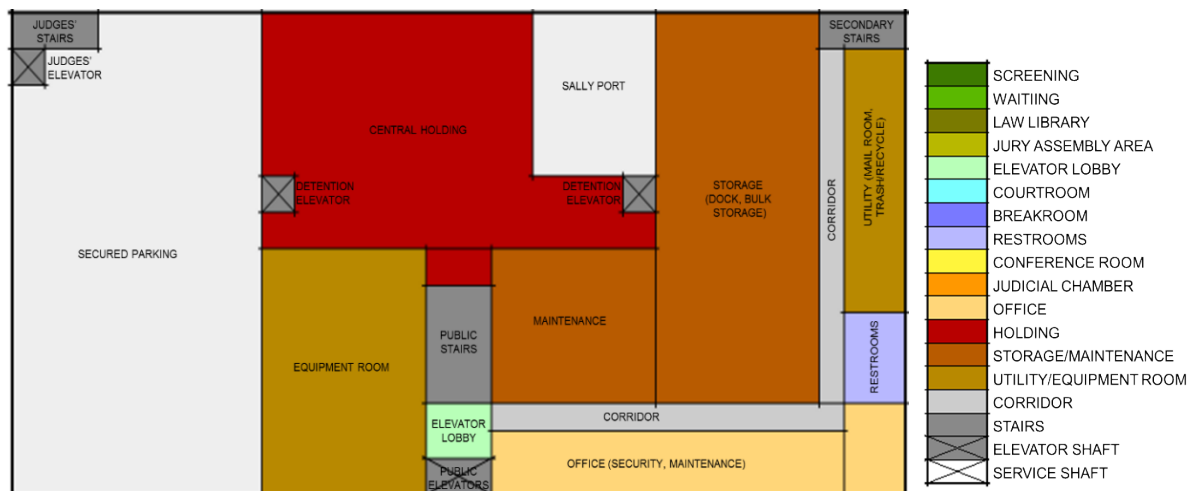 JUDGES'
STAIRS
JUDGES'
ELEVATOR
SECURED PARKING
CENTRAL HOLDING
DETENTION
ELEVATOR
SALLY PORT
DETENTION
ELEVATOR
STORAGE
(DOCK, BULK
STORAGE)
SECONDARY
STAIRS
CORRIDOR
UTILITY (MAIL ROOM,
TRASH/RECYCLE)
RESTROOMS
EQUIPMENT ROOM
PUBLIC
STAIRS
MAINTENANCE
ELEVATOR
LOBBY
CORRIDOR
PUBLIC
ELEVATORS
OFFICE (SECURITY, MAINTENANCE)
SCREENING
WAITIING
LAW LIBRARY
JURY ASSEMBLY AREA
ELEVATOR LOBBY
COURTROOM
BREAKROOM
RESTROOMS
CONFERENCE ROOM
JUDICIAL CHAMBER
OFFICE
HOLDING
STORAGE/MAINTENANCE
UTILITY/EQUIPMENT ROOM
CORRIDOR
STAIRS
ELEVATOR SHAFT
SERVICE SHAFT